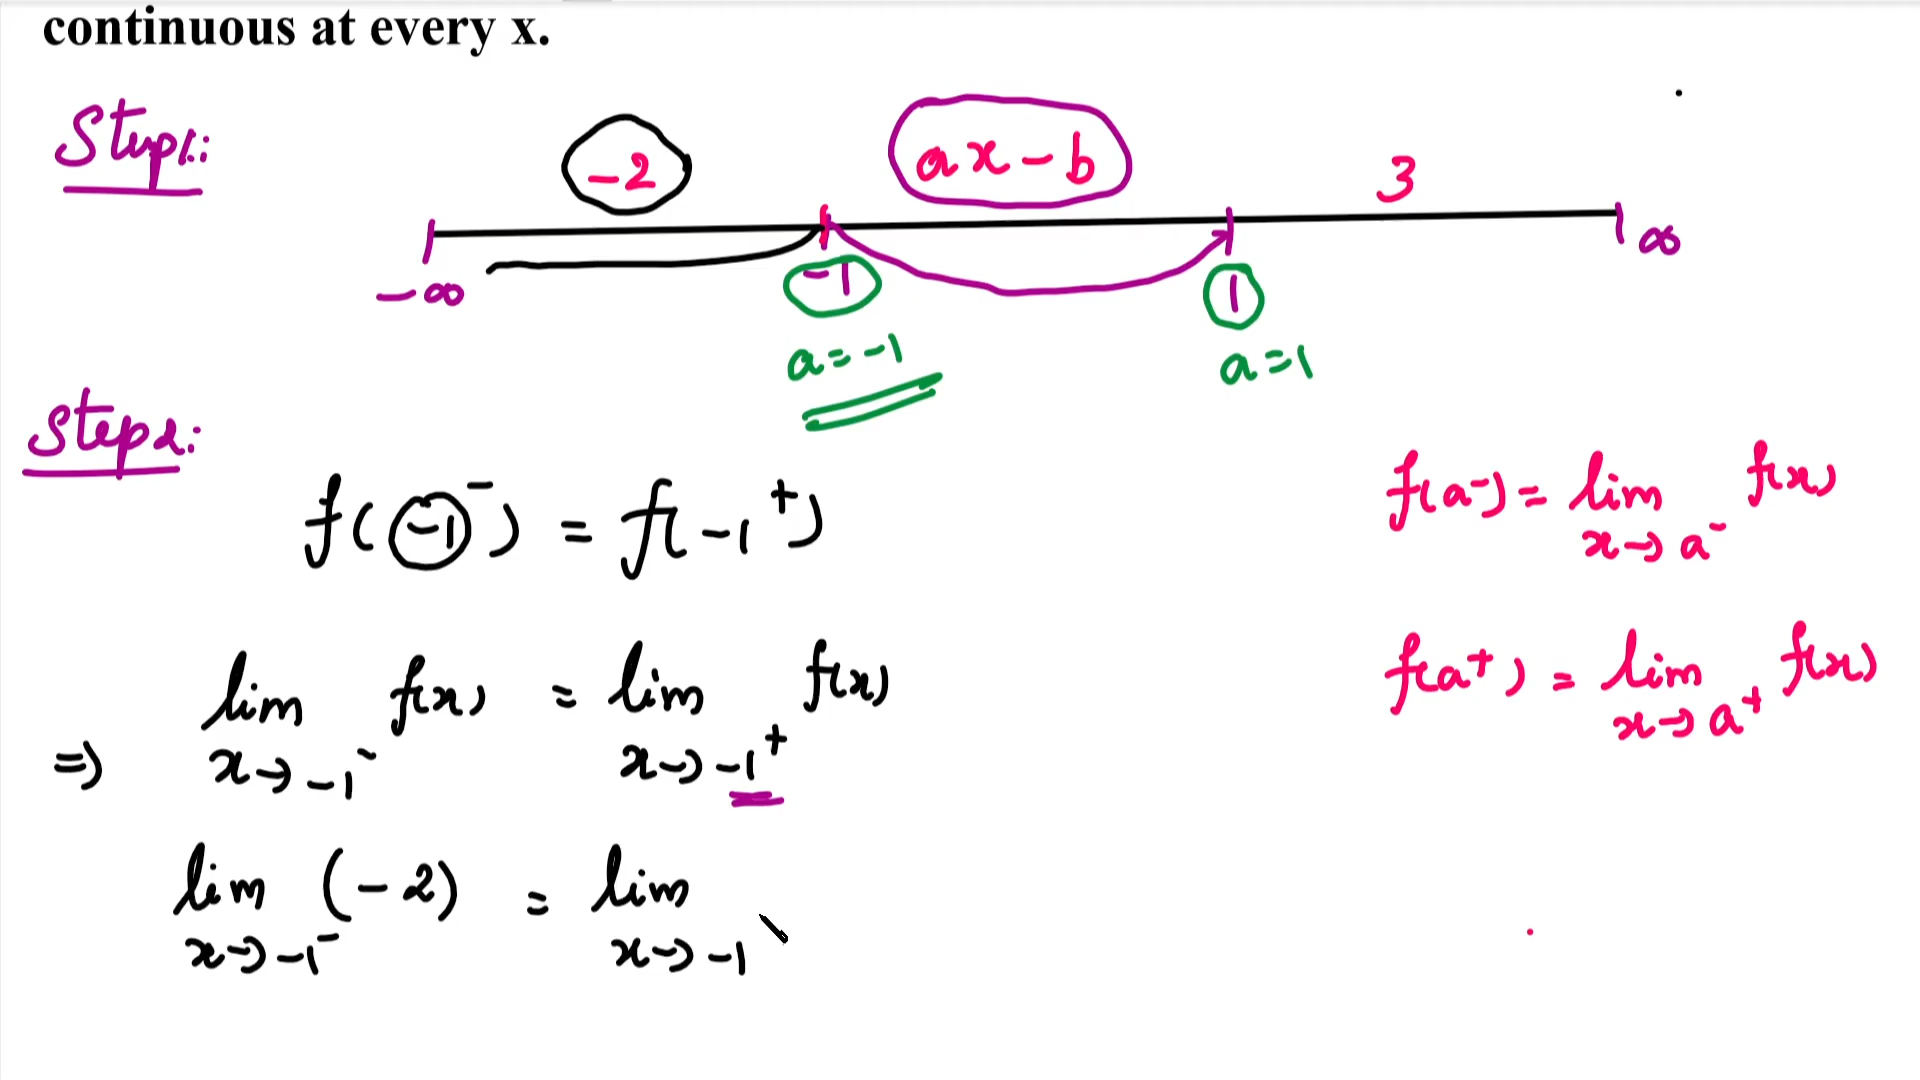 continuous at every x.
Step1:
-2 ax-b 3
-∞ -1 1 ∞
a=-1 a=1
Step2:
f(-1⁻) = f(-1⁺)
f(a⁻) = lim x→a⁻ f(x)
⇒ lim x→-1⁻ f(x) = lim x→-1⁺ f(x)
f(a⁺) = lim x→a⁺ f(x)
lim x→-1⁻ (-2) = lim x→-1